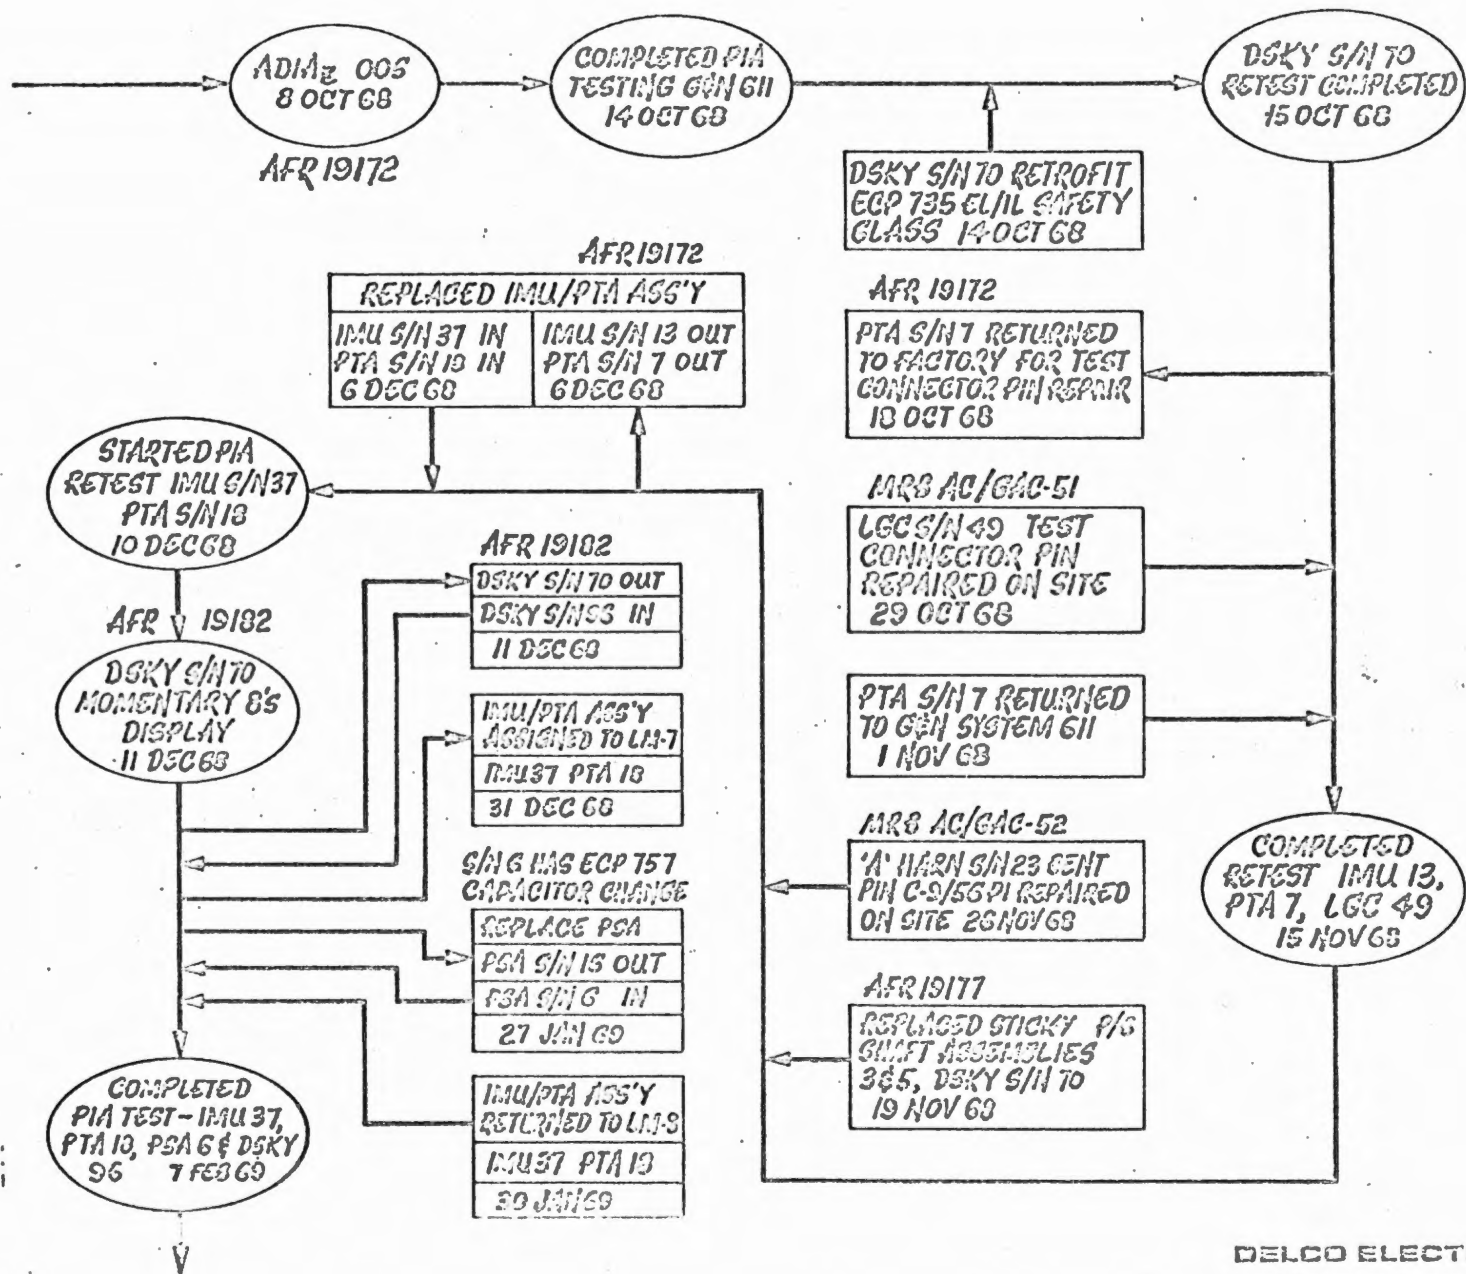 ADIAZ OOS
8 OCT 68
AFR 19172
COMPLETED PIA
TESTING G&N 611
14 OCT 68
DSKY S/N 70
RETEST COMPLETED
15 OCT 68
DSKY S/N 70 RETROFIT
ECP 735 EL/IL SAFETY
GLASS 14 OCT 68
AFR 19172
PTA S/N 7 RETURNED
TO FACTORY FOR TEST
CONNECTOR PIN REPAIR
18 OCT 68
MRB AC/GAC-51
LGC S/N 49 TEST
CONNECTOR PIN
REPAIRED ON SITE
29 OCT 68
PTA S/N 7 RETURNED
TO G&N SYSTEM 611
1 NOV 68
COMPLETED
RETEST IMU 13,
PTA 7, LGC 49
15 NOV 68
MRB AC/GAC-52
'A' HARN S/N 23 BENT
PIN C-9/56P1 REPAIRED
ON SITE 26 NOV 68
AFR 19177
REPLACED STICKY P/B
SHAFT ASSEMBLIES
3&5, DSKY S/N 70
19 NOV 68
AFR 19172
REPLACED IMU/PTA ASS'Y
IMU S/N 37 IN
PTA S/N 18 IN
6 DEC 68
IMU S/N 13 OUT
PTA S/N 7 OUT
6 DEC 68
STARTED PIA
RETEST IMU S/N 37
PTA S/N 18
10 DEC 68
AFR 19182
DSKY S/N 70
MOMENTARY 8'S
DISPLAY
11 DEC 68
AFR 19182
DSKY S/N 70 OUT
DSKY S/N 96 IN
11 DEC 68
IMU/PTA ASS'Y
ASSIGNED TO LM-7
IMU 37 PTA 18
31 DEC 68
S/N 6 HAS ECP 757
CAPACITOR CHANGE
REPLACE PSA
PSA S/N 15 OUT
PSA S/N 6 IN
27 JAN 69
IMU/PTA ASS'Y
RETURNED TO LM-8
IMU 37 PTA 18
30 JAN 69
COMPLETED
PIA TEST - IMU 37,
PTA 18, PSA 6 & DSKY
96 7 FEB 69
DELCO ELECT